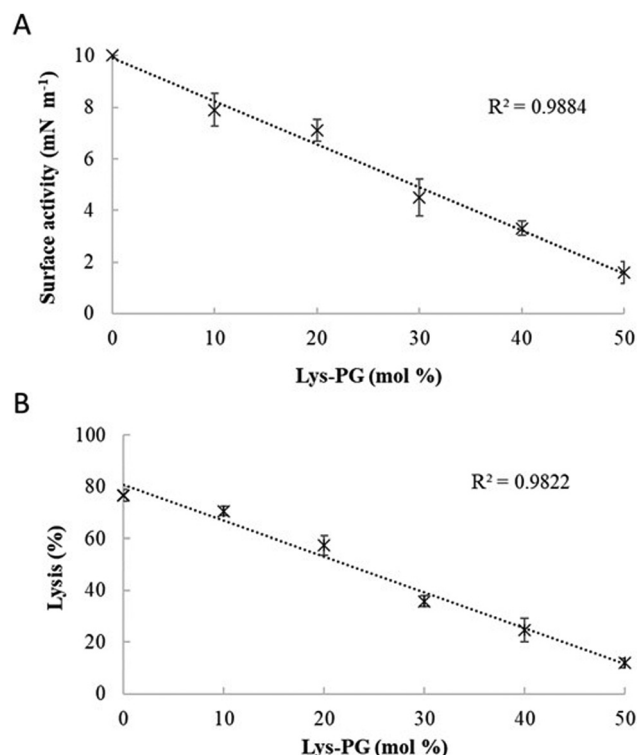 A
Surface activity (mN m⁻¹)
10
8
6
4
2
0
R² = 0.9884
0 10 20 30 40 50
Lys-PG (mol %)
B
Lysis (%)
100
80
60
40
20
0
R² = 0.9822
0 10 20 30 40 50
Lys-PG (mol %)